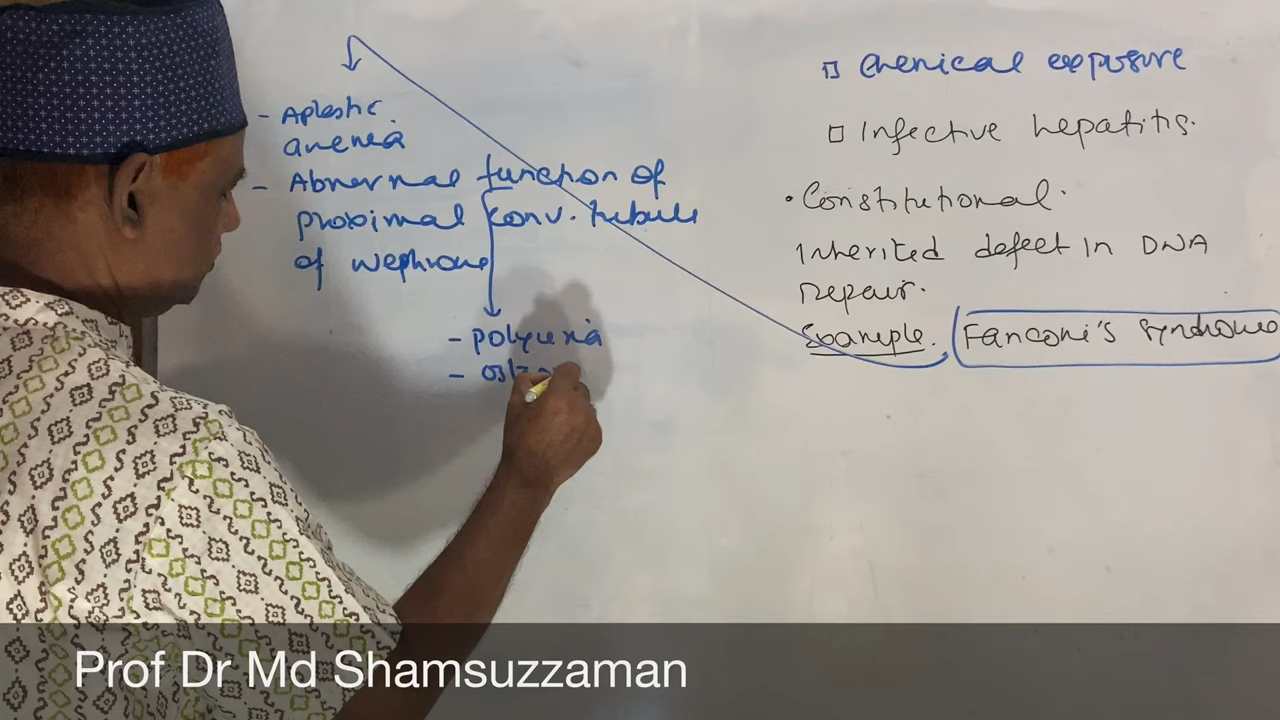 - Aplastic
anemia
- Abnormal function of
proximal conv. tubule
of Nephrone
- polyuria
□ Chemical exposure
□ Infective hepatitis.
• Constitutional.
Inherited defect in DNA
repair.
Example. Fanconi's Syndrome
Prof Dr Md Shamsuzzaman